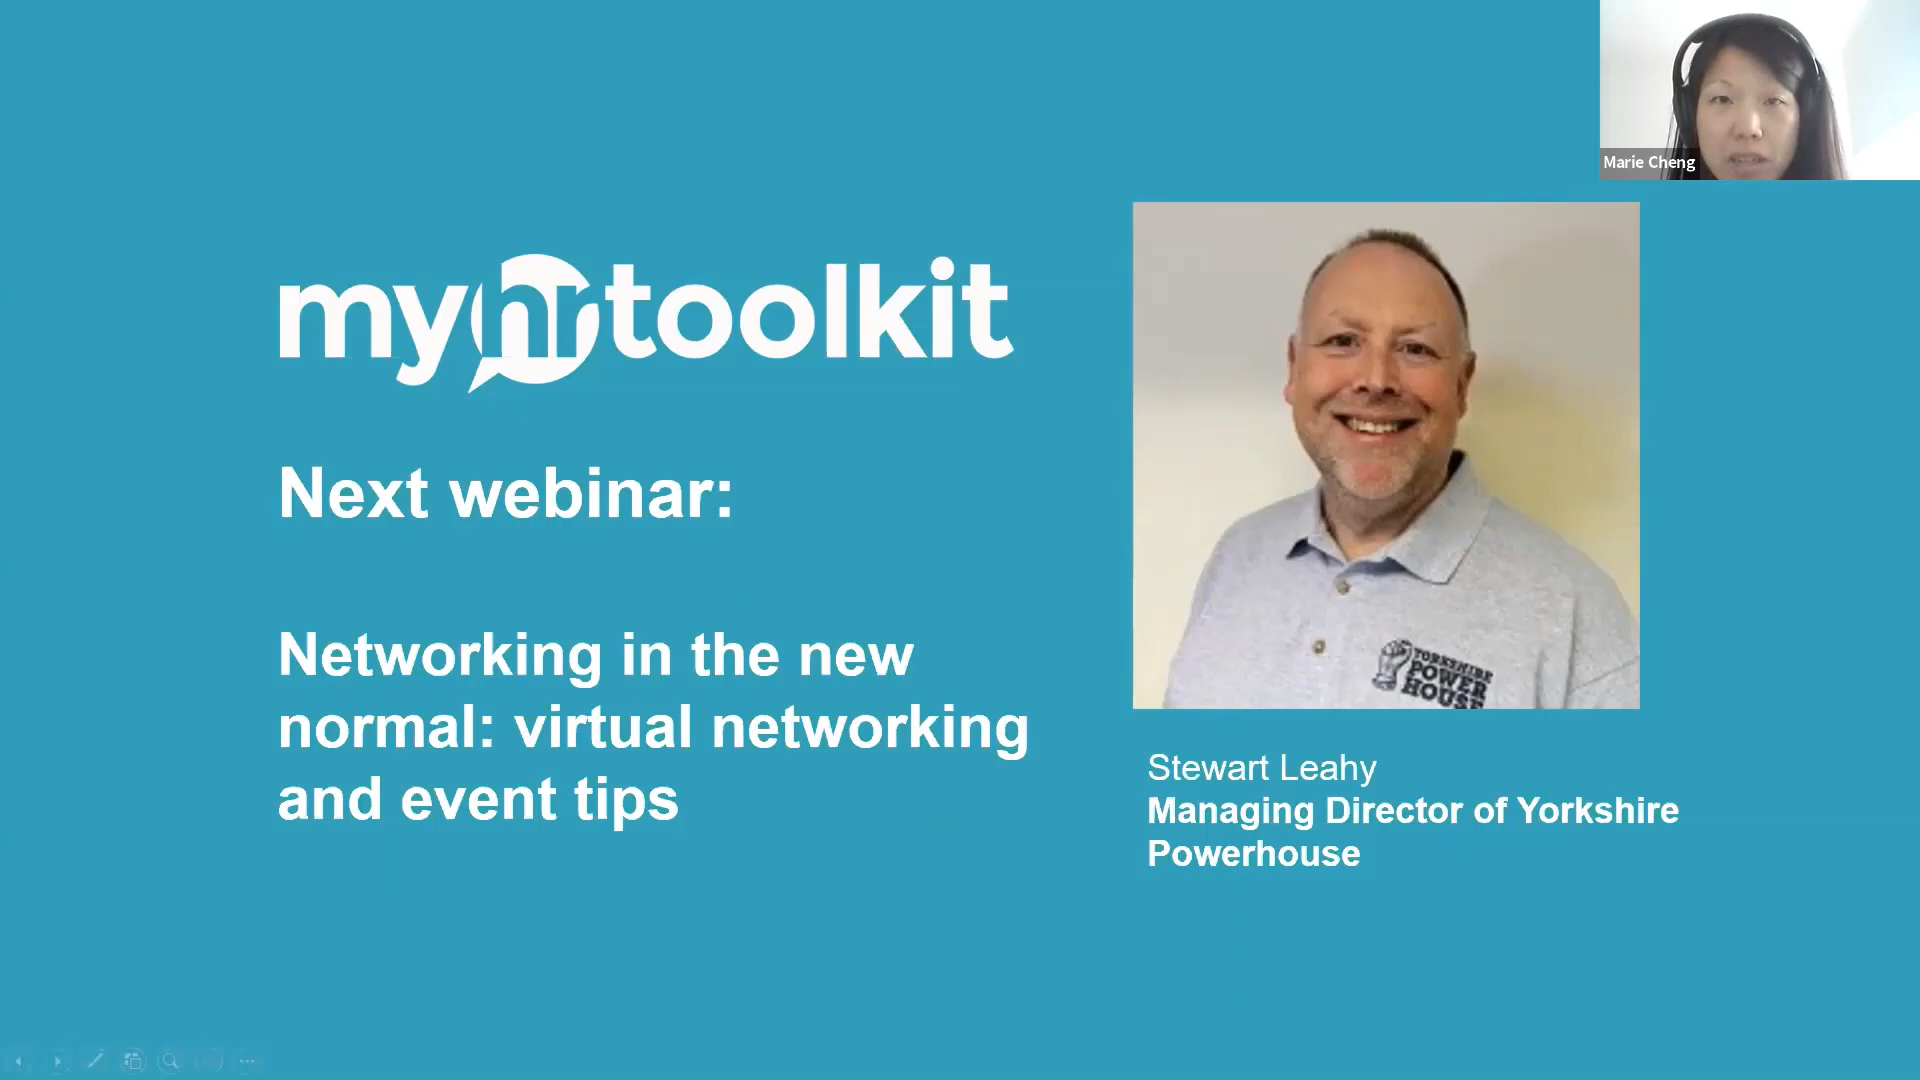 Marie Cheng
myhrtoolkit
Next webinar:
Networking in the new
normal: virtual networking
and event tips
YORKSHIRE
POWER
HOUSE
Stewart Leahy
Managing Director of Yorkshire
Powerhouse